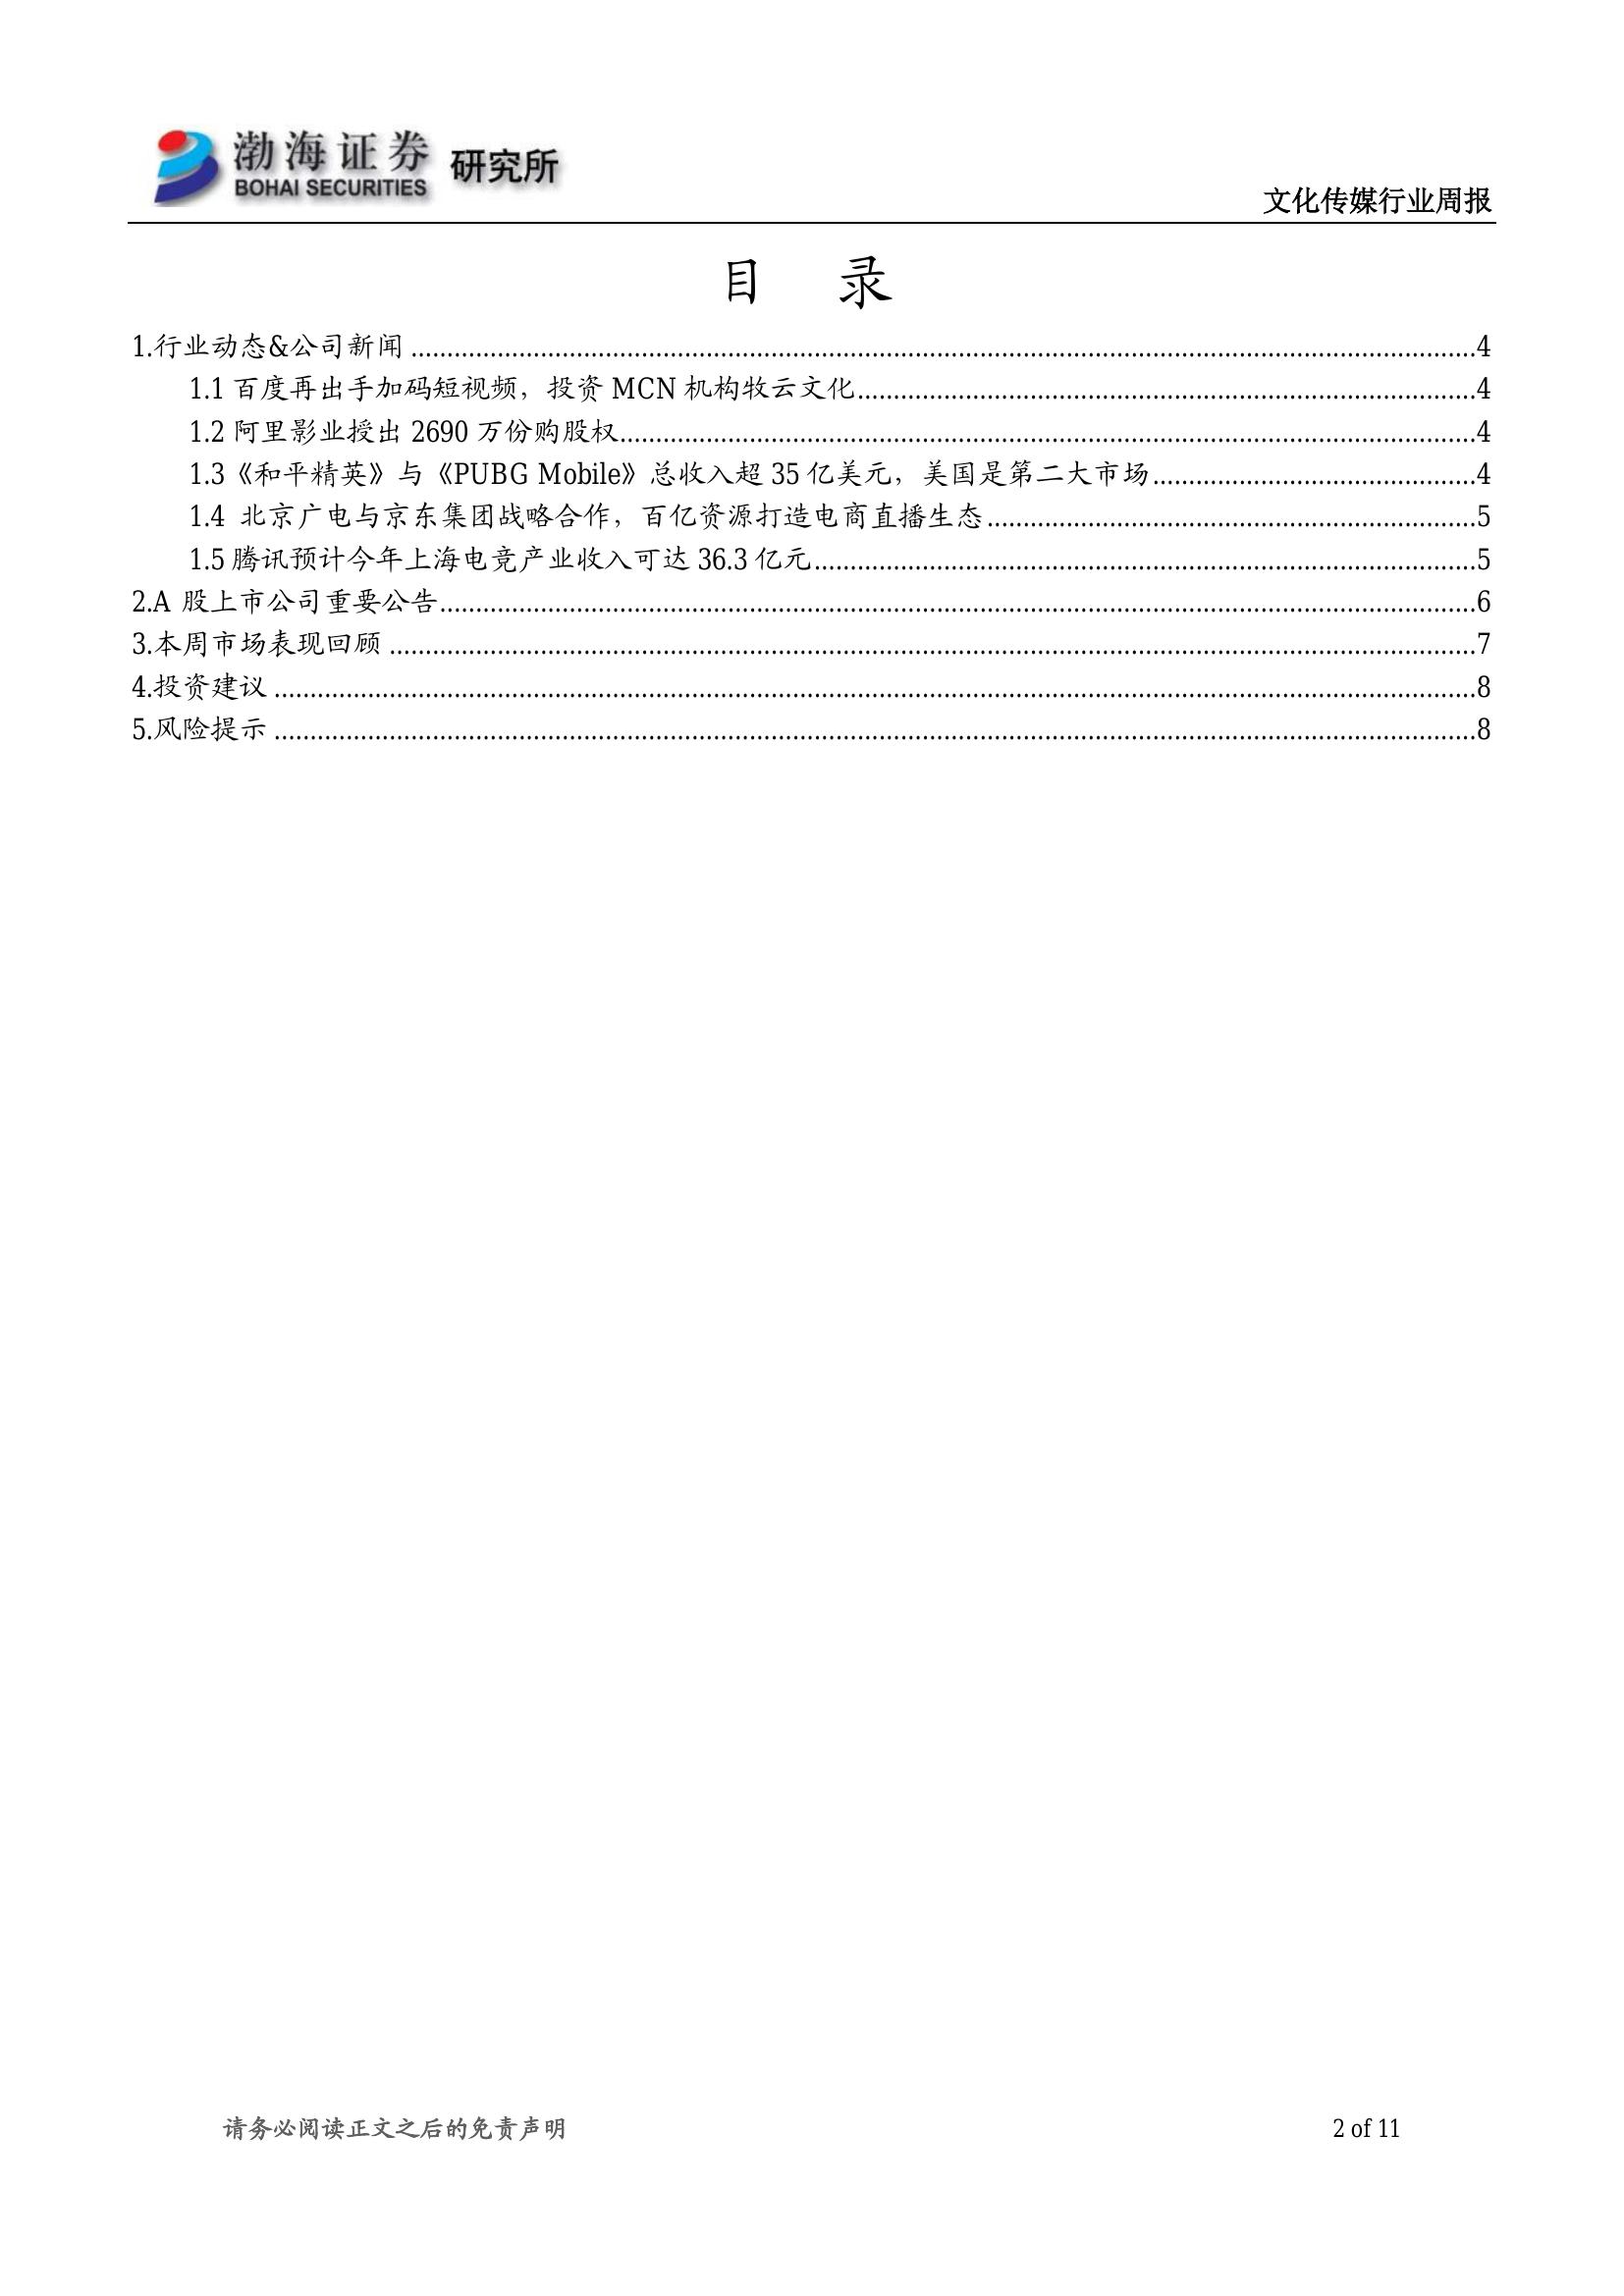 渤海证券 研究所
BOHAI SECURITIES
文化传媒行业周报
目 录
1.行业动态&公司新闻 ........ 4
1.1 百度再出手加码短视频，投资 MCN 机构牧云文化 ........ 4
1.2 阿里影业授出 2690 万份购股权 ........ 4
1.3《和平精英》与《PUBG Mobile》总收入超 35 亿美元，美国是第二大市场 ........ 4
1.4 北京广电与京东集团战略合作，百亿资源打造电商直播生态 ........ 5
1.5 腾讯预计今年上海电竞产业收入可达 36.3 亿元 ........ 5
2.A 股上市公司重要公告 ........ 6
3.本周市场表现回顾 ........ 7
4.投资建议 ........ 8
5.风险提示 ........ 8
请务必阅读正文之后的免责声明 2 of 11